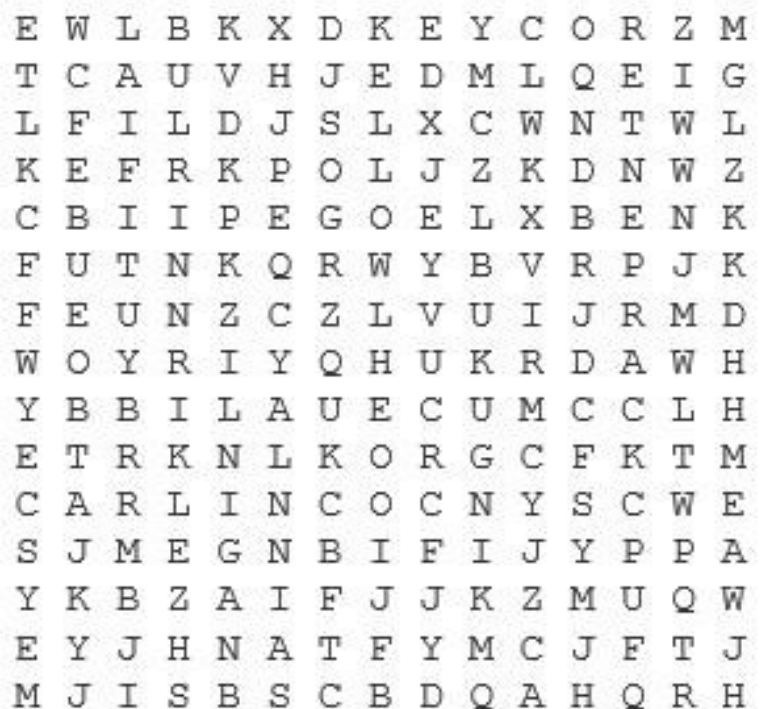 E W L B K X D K E Y C O R Z M
T C A U V H J E D M L Q E I G
L F I L D J S L X C W N T W L
K E F R K P O L J Z K D N W Z
C B I I P E G O E L X B E N K
F U T N K Q R W Y B V R P J K
F E U N Z C Z L V U I J R M D
W O Y R I Y Q H U K R D A W H
Y B B I L A U E C U M C C L H
E T R K N L K O R G C F K T M
C A R L I N C O C N Y S C W E
S J M E G N B I F I J Y P P A
Y K B Z A I F J J K Z M U Q W
E Y J H N A T F Y M C J F T J
M J I S B S C B D Q A H Q R H